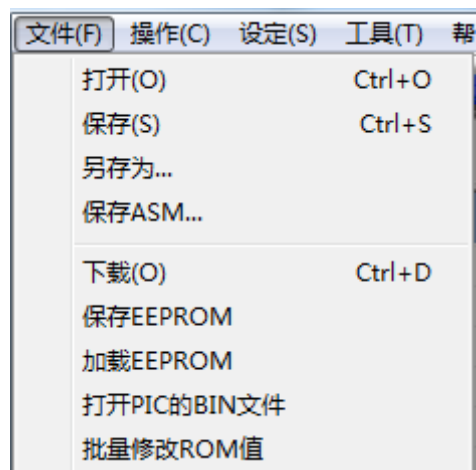 文件(F) 操作(C) 设定(S) 工具(T) 帮
打开(O) Ctrl+O
保存(S) Ctrl+S
另存为...
保存ASM...
下载(O) Ctrl+D
保存EEPROM
加载EEPROM
打开PIC的BIN文件
批量修改ROM值